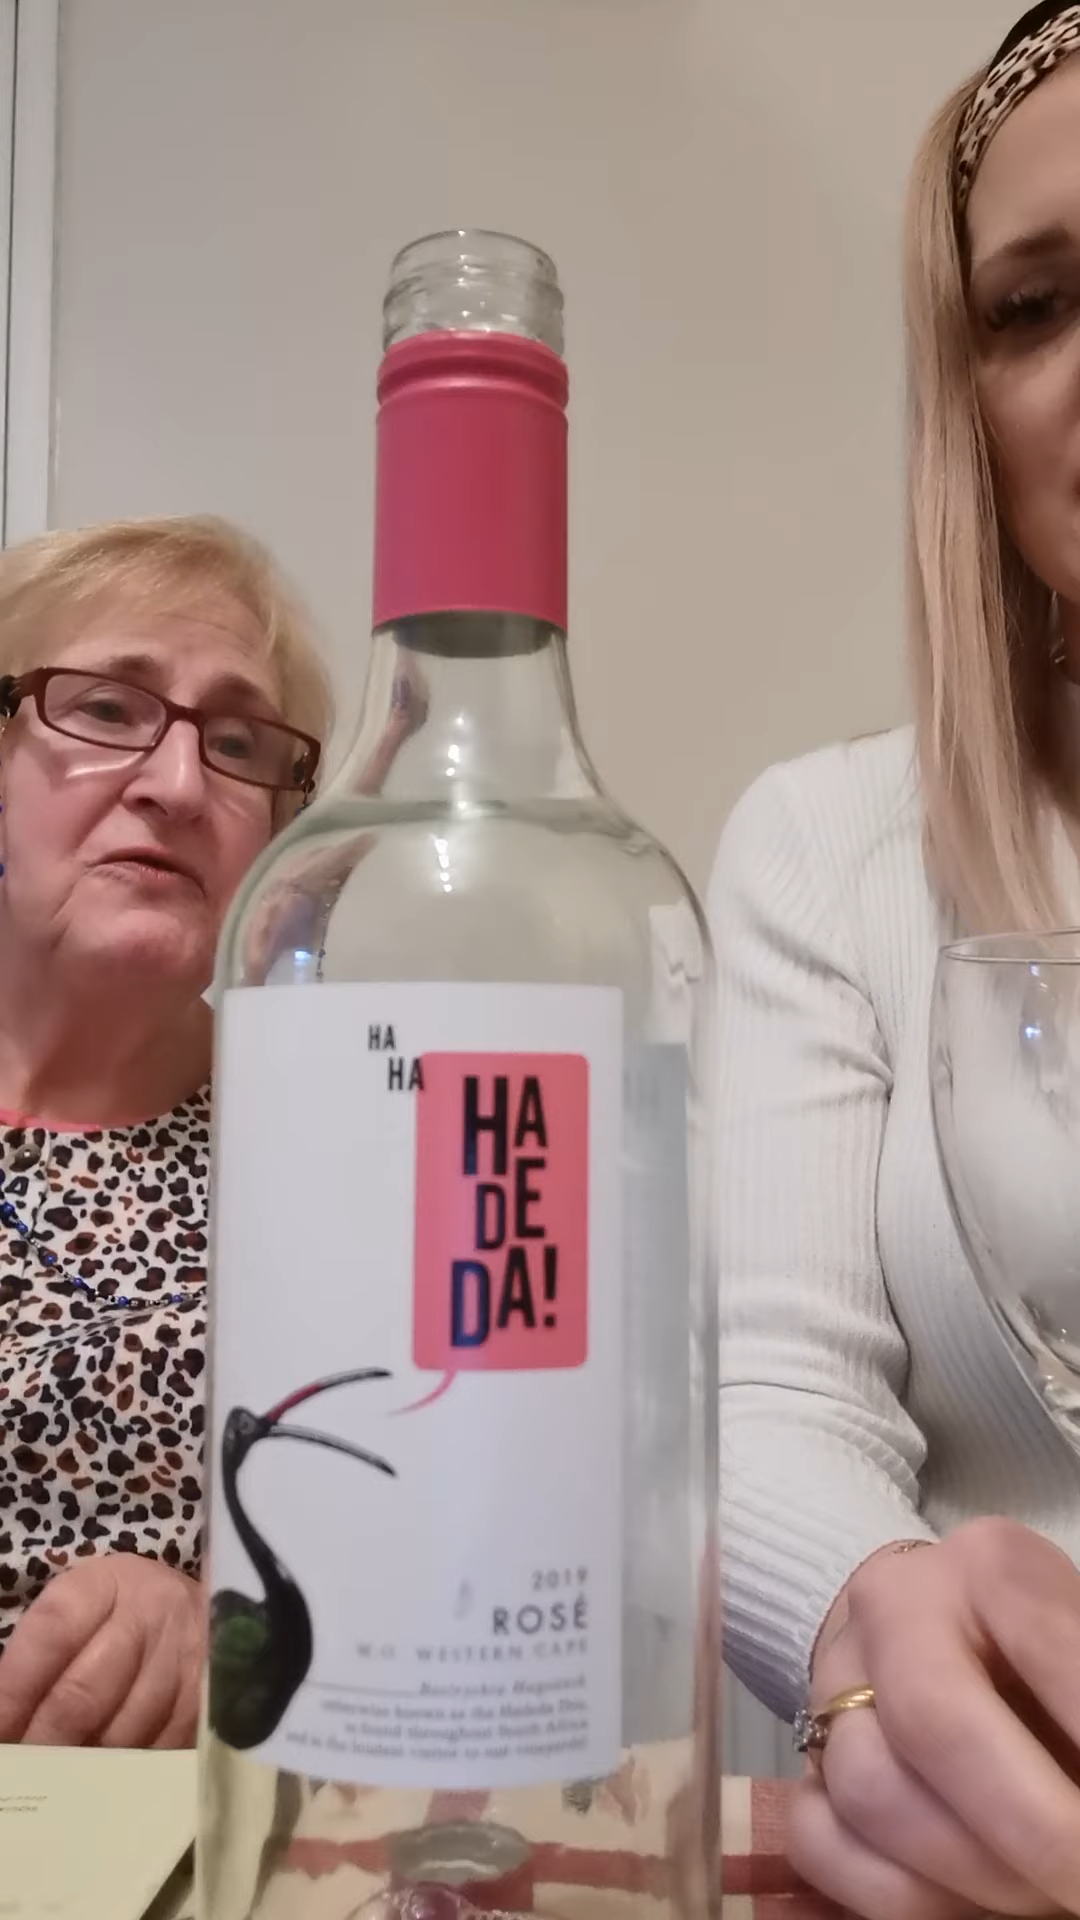 HA
HA
HA
DE
DA!
2019
ROSÉ
W.O. WESTERN CAPE
Bostrychia Hagedash
otherwise known as the Hadeda Ibis,
is found throughout South Africa
and is the loudest visitor to our vineyards!